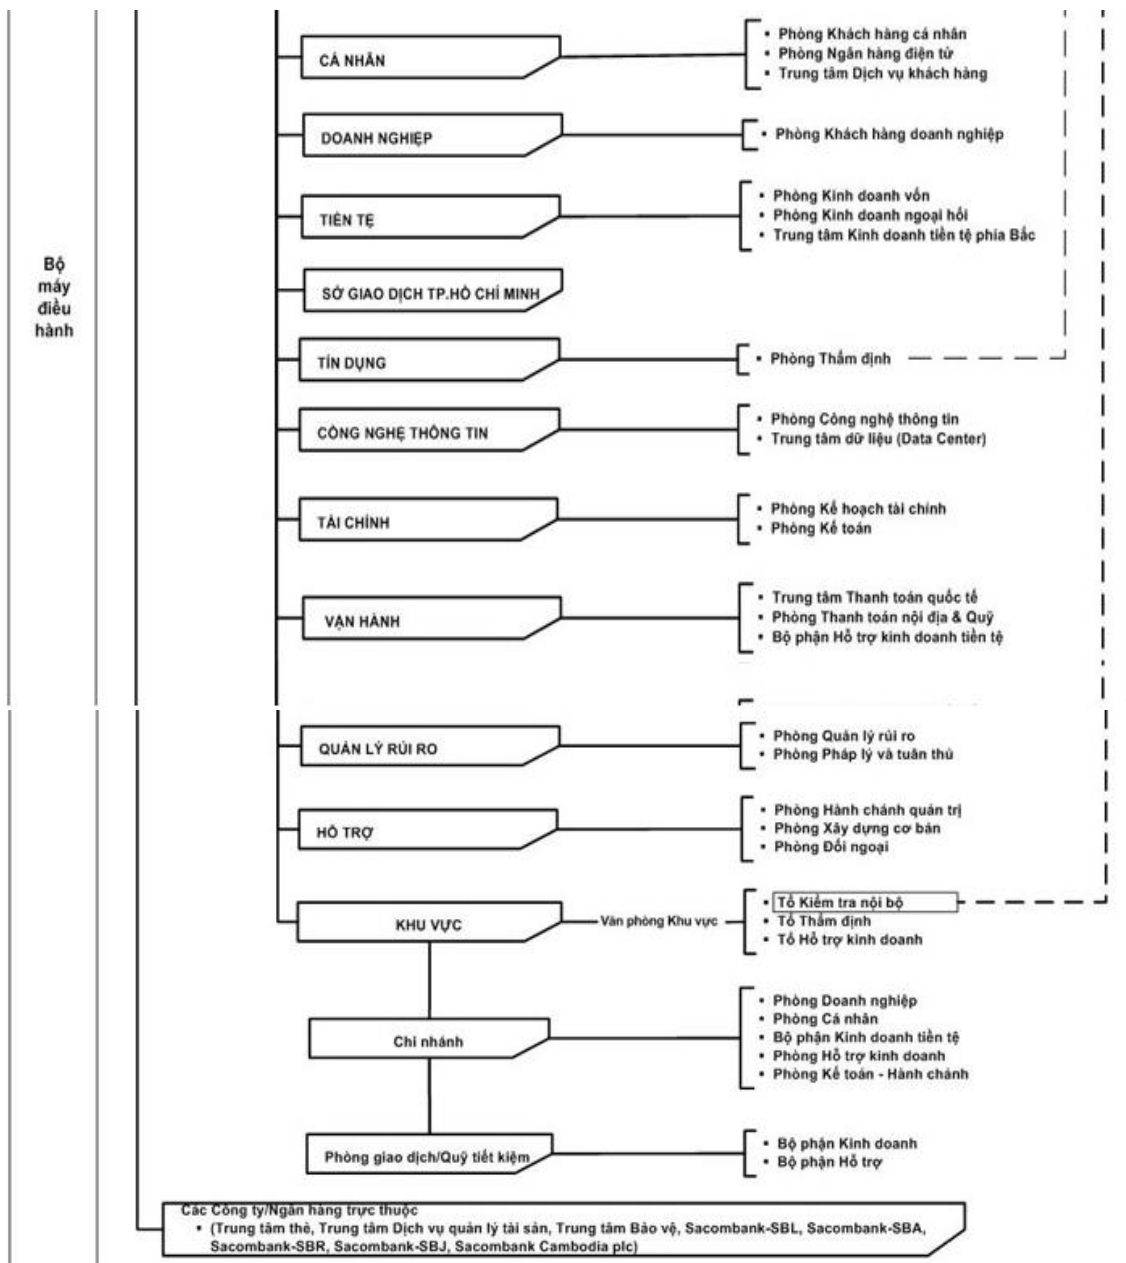 CÁ NHÂN
▪ Phòng Khách hàng cá nhân
▪ Phòng Ngân hàng điện tử
▪ Trung tâm Dịch vụ khách hàng
DOANH NGHIỆP
▪ Phòng Khách hàng doanh nghiệp
TIỀN TỆ
▪ Phòng Kinh doanh vốn
▪ Phòng Kinh doanh ngoại hối
▪ Trung tâm Kinh doanh tiền tệ phía Bắc
Bộ
máy
điều
hành
SỞ GIAO DỊCH TP.HỒ CHÍ MINH
TÍN DỤNG
▪ Phòng Thẩm định
CÔNG NGHỆ THÔNG TIN
▪ Phòng Công nghệ thông tin
▪ Trung tâm dữ liệu (Data Center)
TÀI CHÍNH
▪ Phòng Kế hoạch tài chính
▪ Phòng Kế toán
VẬN HÀNH
▪ Trung tâm Thanh toán quốc tế
▪ Phòng Thanh toán nội địa & Quỹ
▪ Bộ phận Hỗ trợ kinh doanh tiền tệ
QUẢN LÝ RỦI RO
▪ Phòng Quản lý rủi ro
▪ Phòng Pháp lý và tuân thủ
HỖ TRỢ
▪ Phòng Hành chánh quản trị
▪ Phòng Xây dựng cơ bản
▪ Phòng Đối ngoại
KHU VỰC
Văn phòng Khu vực
▪ Tổ Kiểm tra nội bộ
▪ Tổ Thẩm định
▪ Tổ Hỗ trợ kinh doanh
Chi nhánh
▪ Phòng Doanh nghiệp
▪ Phòng Cá nhân
▪ Bộ phận Kinh doanh tiền tệ
▪ Phòng Hỗ trợ kinh doanh
▪ Phòng Kế toán - Hành chánh
Phòng giao dịch/Quỹ tiết kiệm
▪ Bộ phận Kinh doanh
▪ Bộ phận Hỗ trợ
Các Công ty/Ngân hàng trực thuộc
▪ (Trung tâm thẻ, Trung tâm Dịch vụ quản lý tài sản, Trung tâm Bảo vệ, Sacombank-SBL, Sacombank-SBA,
Sacombank-SBR, Sacombank-SBJ, Sacombank Cambodia plc)